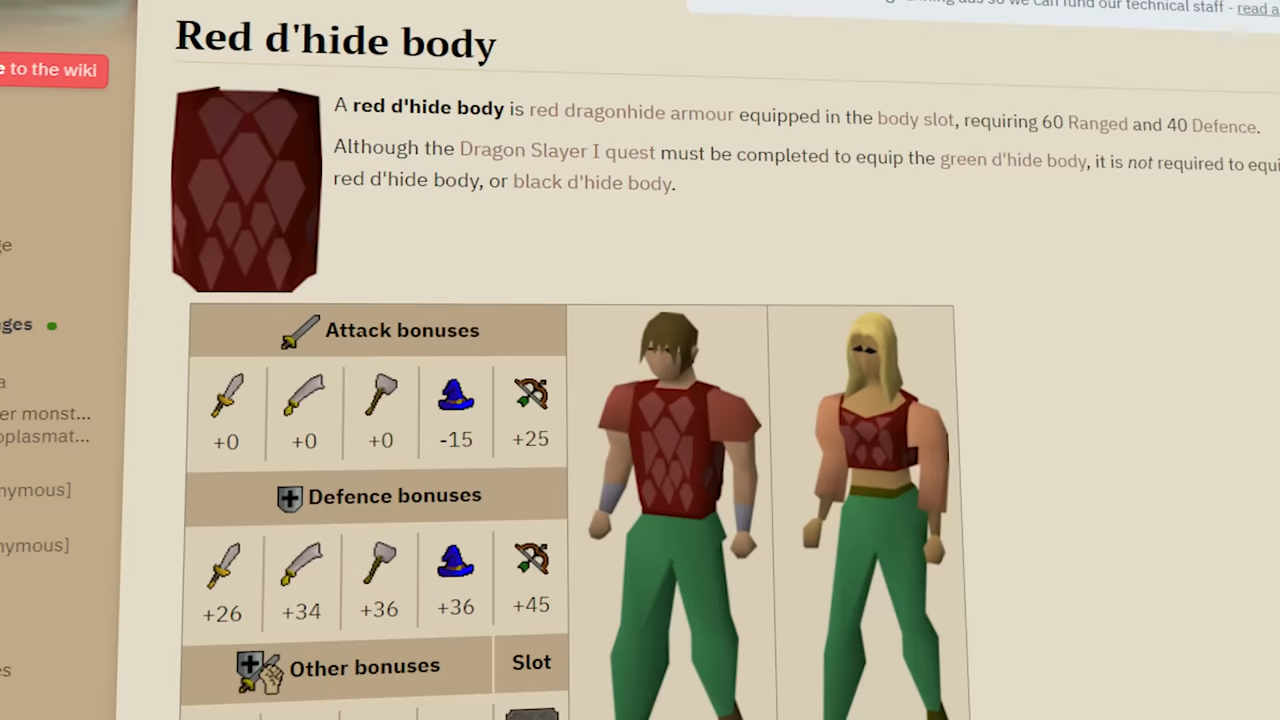 our technical staff - read a
Red d'hide body
to the wiki
A red d'hide body is red dragonhide armour equipped in the body slot, requiring 60 Ranged and 40 Defence.
Although the Dragon Slayer I quest must be completed to equip the green d'hide body, it is not required to equi
red d'hide body, or black d'hide body.
Attack bonuses
+0 +0 +0 -15 +25
Defence bonuses
+26 +34 +36 +36 +45
Other bonuses Slot
er monst...
oplasmat...
nymous]
nymous]